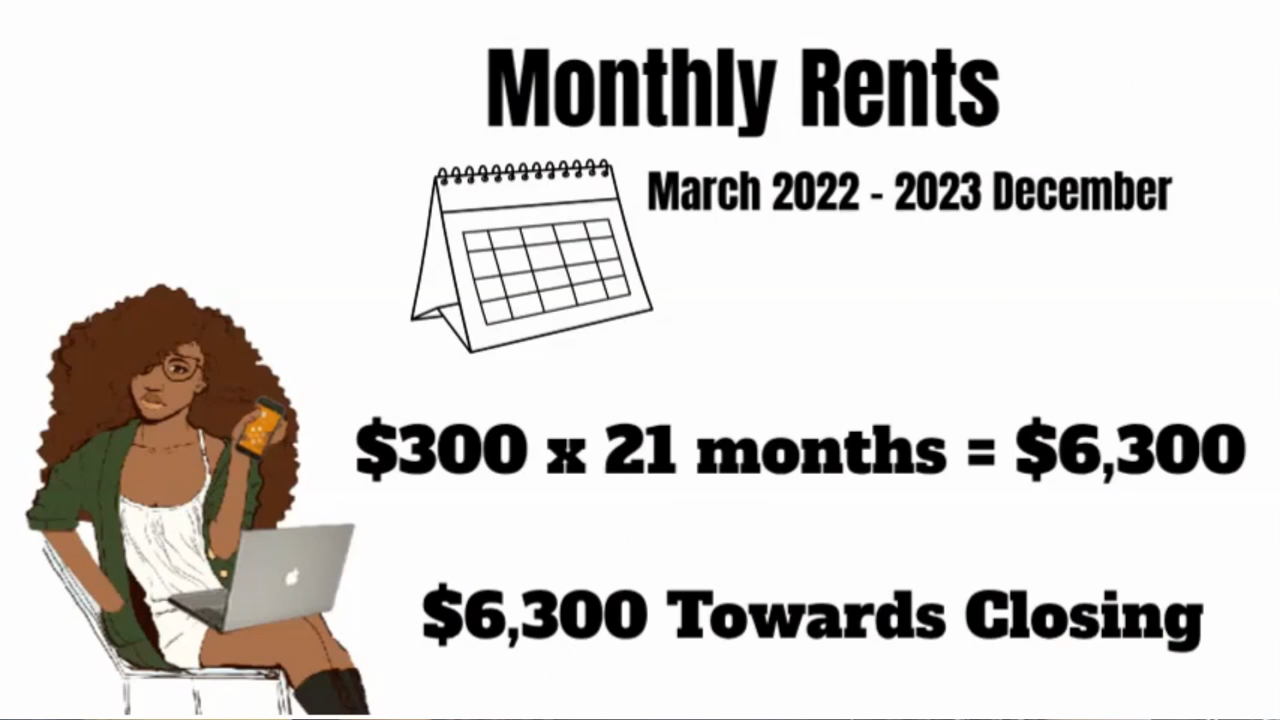 Monthly Rents
March 2022 - 2023 December
$300 x 21 months = $6,300
$6,300 Towards Closing